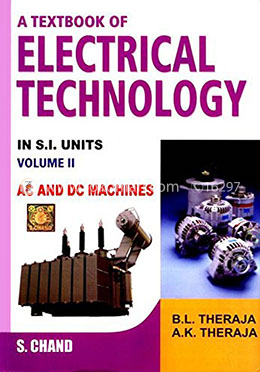 A TEXTBOOK OF
ELECTRICAL
TECHNOLOGY
IN S.I. UNITS
VOLUME II
AC AND DC MACHINES
B.L. THERAJA
A.K. THERAJA
S. CHAND